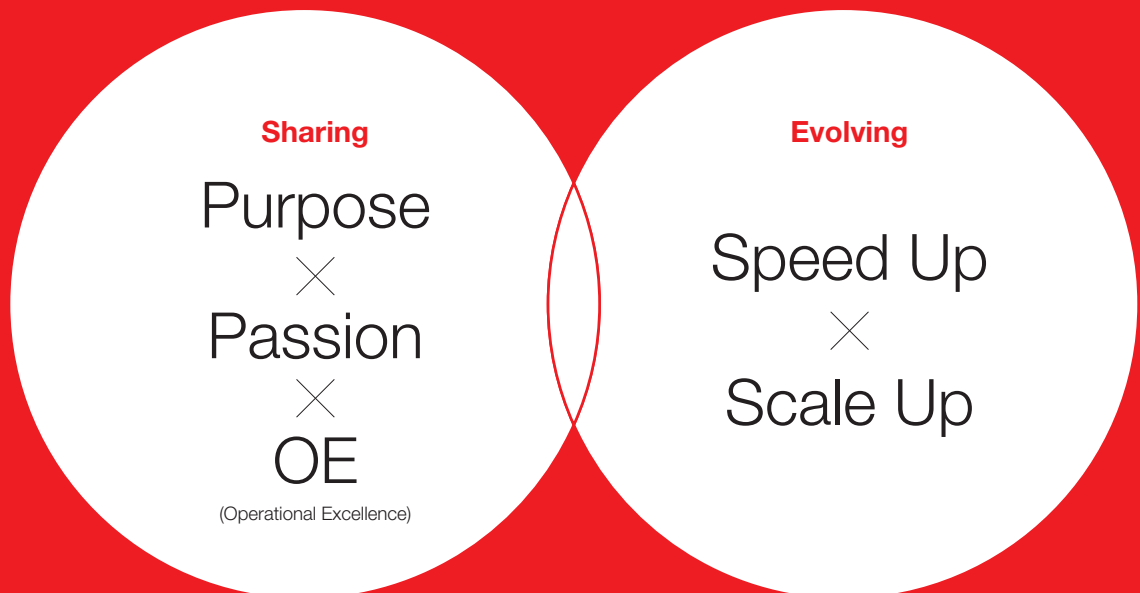 Sharing
Purpose
×
Passion
×
OE
(Operational Excellence)
Evolving
Speed Up
×
Scale Up